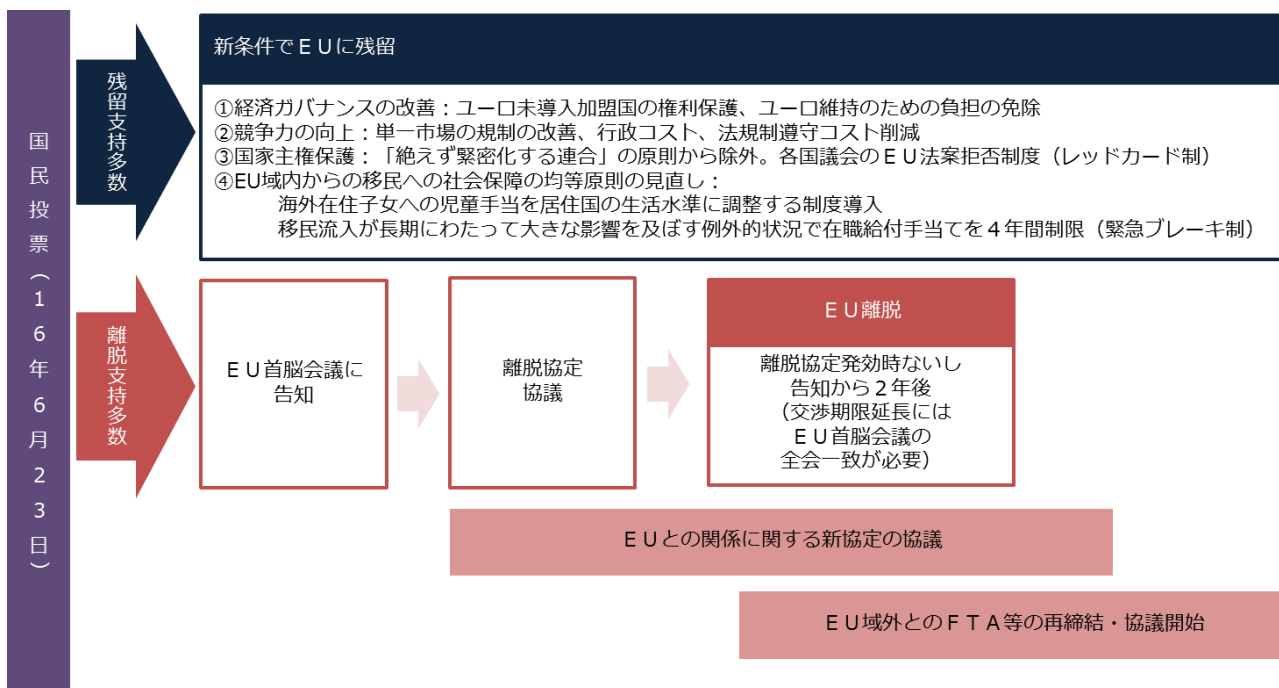 国民投票（16年6月23日）
残留支持多数
新条件でＥＵに残留
①経済ガバナンスの改善：ユーロ未導入加盟国の権利保護、ユーロ維持のための負担の免除
②競争力の向上：単一市場の規制の改善、行政コスト、法規制遵守コスト削減
③国家主権保護：「絶えず緊密化する連合」の原則から除外。各国議会のＥＵ法案拒否制度（レッドカード制）
④EU域内からの移民への社会保障の均等原則の見直し：
海外在住子女への児童手当を居住国の生活水準に調整する制度導入
移民流入が長期にわたって大きな影響を及ぼす例外的状況で在職給付手当てを４年間制限（緊急ブレーキ制）
離脱支持多数
ＥＵ首脳会議に
告知
離脱協定
協議
ＥＵ離脱
離脱協定発効時ないし
告知から２年後
（交渉期限延長には
ＥＵ首脳会議の
全会一致が必要）
ＥＵとの関係に関する新協定の協議
ＥＵ域外とのＦＴＡ等の再締結・協議開始